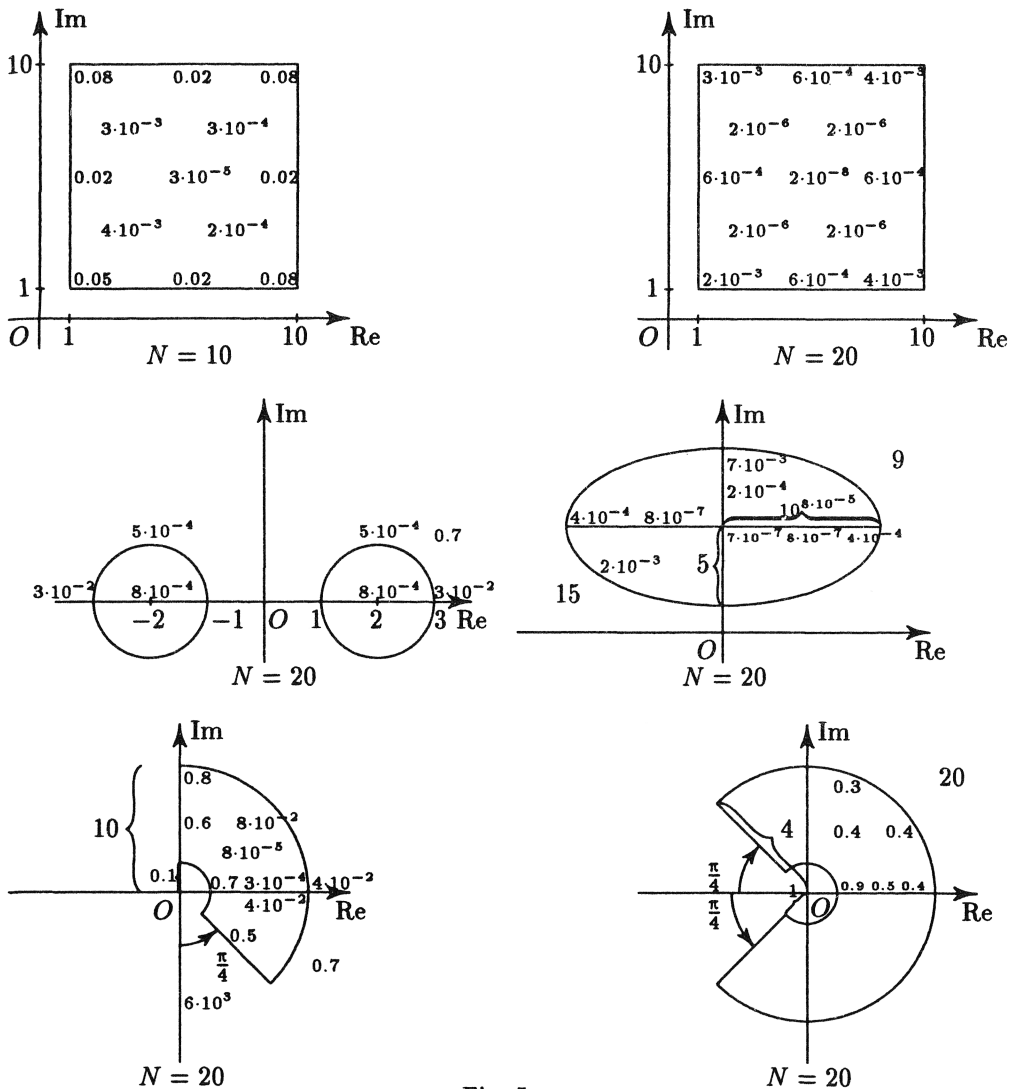 Im
10
0.08 0.02 0.08
3·10⁻³ 3·10⁻⁴
0.02 3·10⁻⁵ 0.02
4·10⁻³ 2·10⁻⁴
0.05 0.02 0.08
1
O 1 10 Re
N = 10
Im
10
3·10⁻³ 6·10⁻⁴ 4·10⁻³
2·10⁻⁶ 2·10⁻⁶
6·10⁻⁴ 2·10⁻⁸ 6·10⁻⁴
2·10⁻⁶ 2·10⁻⁶
2·10⁻³ 6·10⁻⁴ 4·10⁻³
1
O 1 10 Re
N = 20
Im
5·10⁻⁴ 5·10⁻⁴ 0.7
3·10⁻² 8·10⁻⁴ 8·10⁻⁴ 3·10⁻²
−2 −1 O 1 2 3 Re
N = 20
Im
7·10⁻³ 9
2·10⁻⁴
10 8·10⁻⁵
4·10⁻⁴ 8·10⁻⁷
7·10⁻⁷ 8·10⁻⁷ 4·10⁻⁴
2·10⁻³ 5
15
O Re
N = 20
Im
0.8
10 0.6 8·10⁻²
8·10⁻⁵
0.1 0.7 3·10⁻⁴ 4·10⁻²
O 4·10⁻² Re
0.5
π/4 0.7
6·10³
N = 20
Im
0.3 20
4 0.4 0.4
π/4 1 0.9 0.5 0.4
π/4 O Re
N = 20